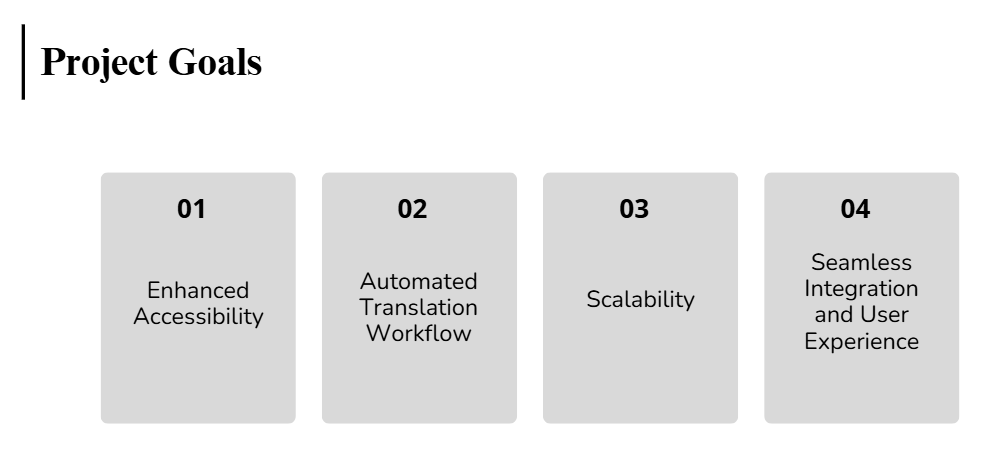 Project Goals
01
Enhanced
Accessibility
02
Automated
Translation
Workflow
03
Scalability
04
Seamless
Integration
and User
Experience